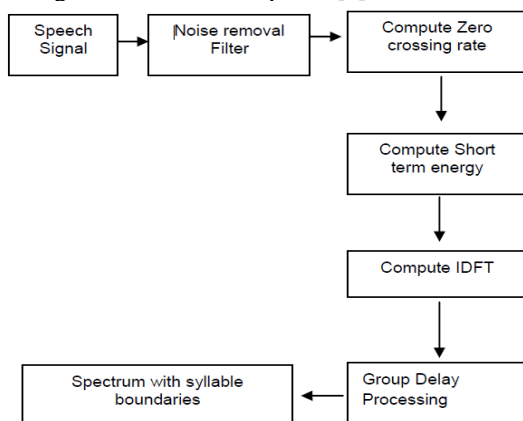 Speech
Signal
Noise removal
Filter
Compute Zero
crossing rate
Compute Short
term energy
Compute IDFT
Group Delay
Processing
Spectrum with syllable
boundaries